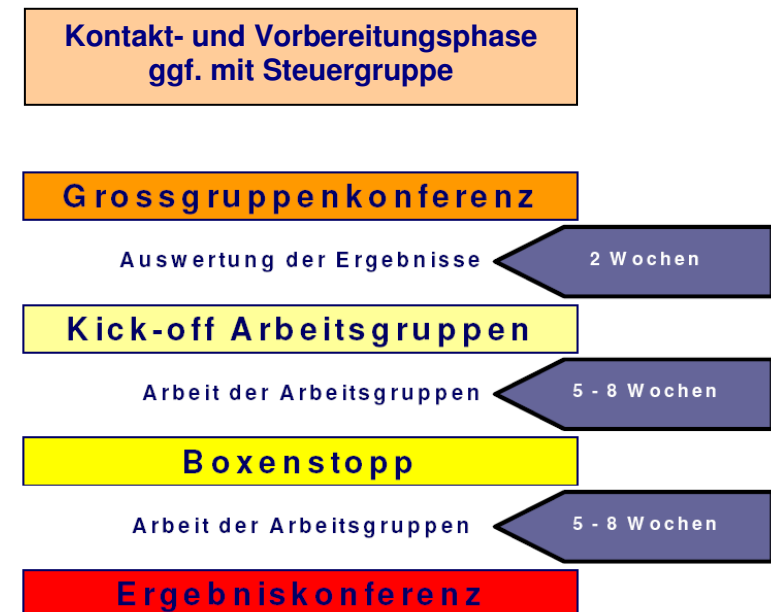 Kontakt- und Vorbereitungsphase
ggf. mit Steuergruppe
Grossgruppenkonferenz
Auswertung der Ergebnisse
2 Wochen
Kick-off Arbeitsgruppen
Arbeit der Arbeitsgruppen
5 - 8 Wochen
Boxenstopp
Arbeit der Arbeitsgruppen
5 - 8 Wochen
Ergebniskonferenz